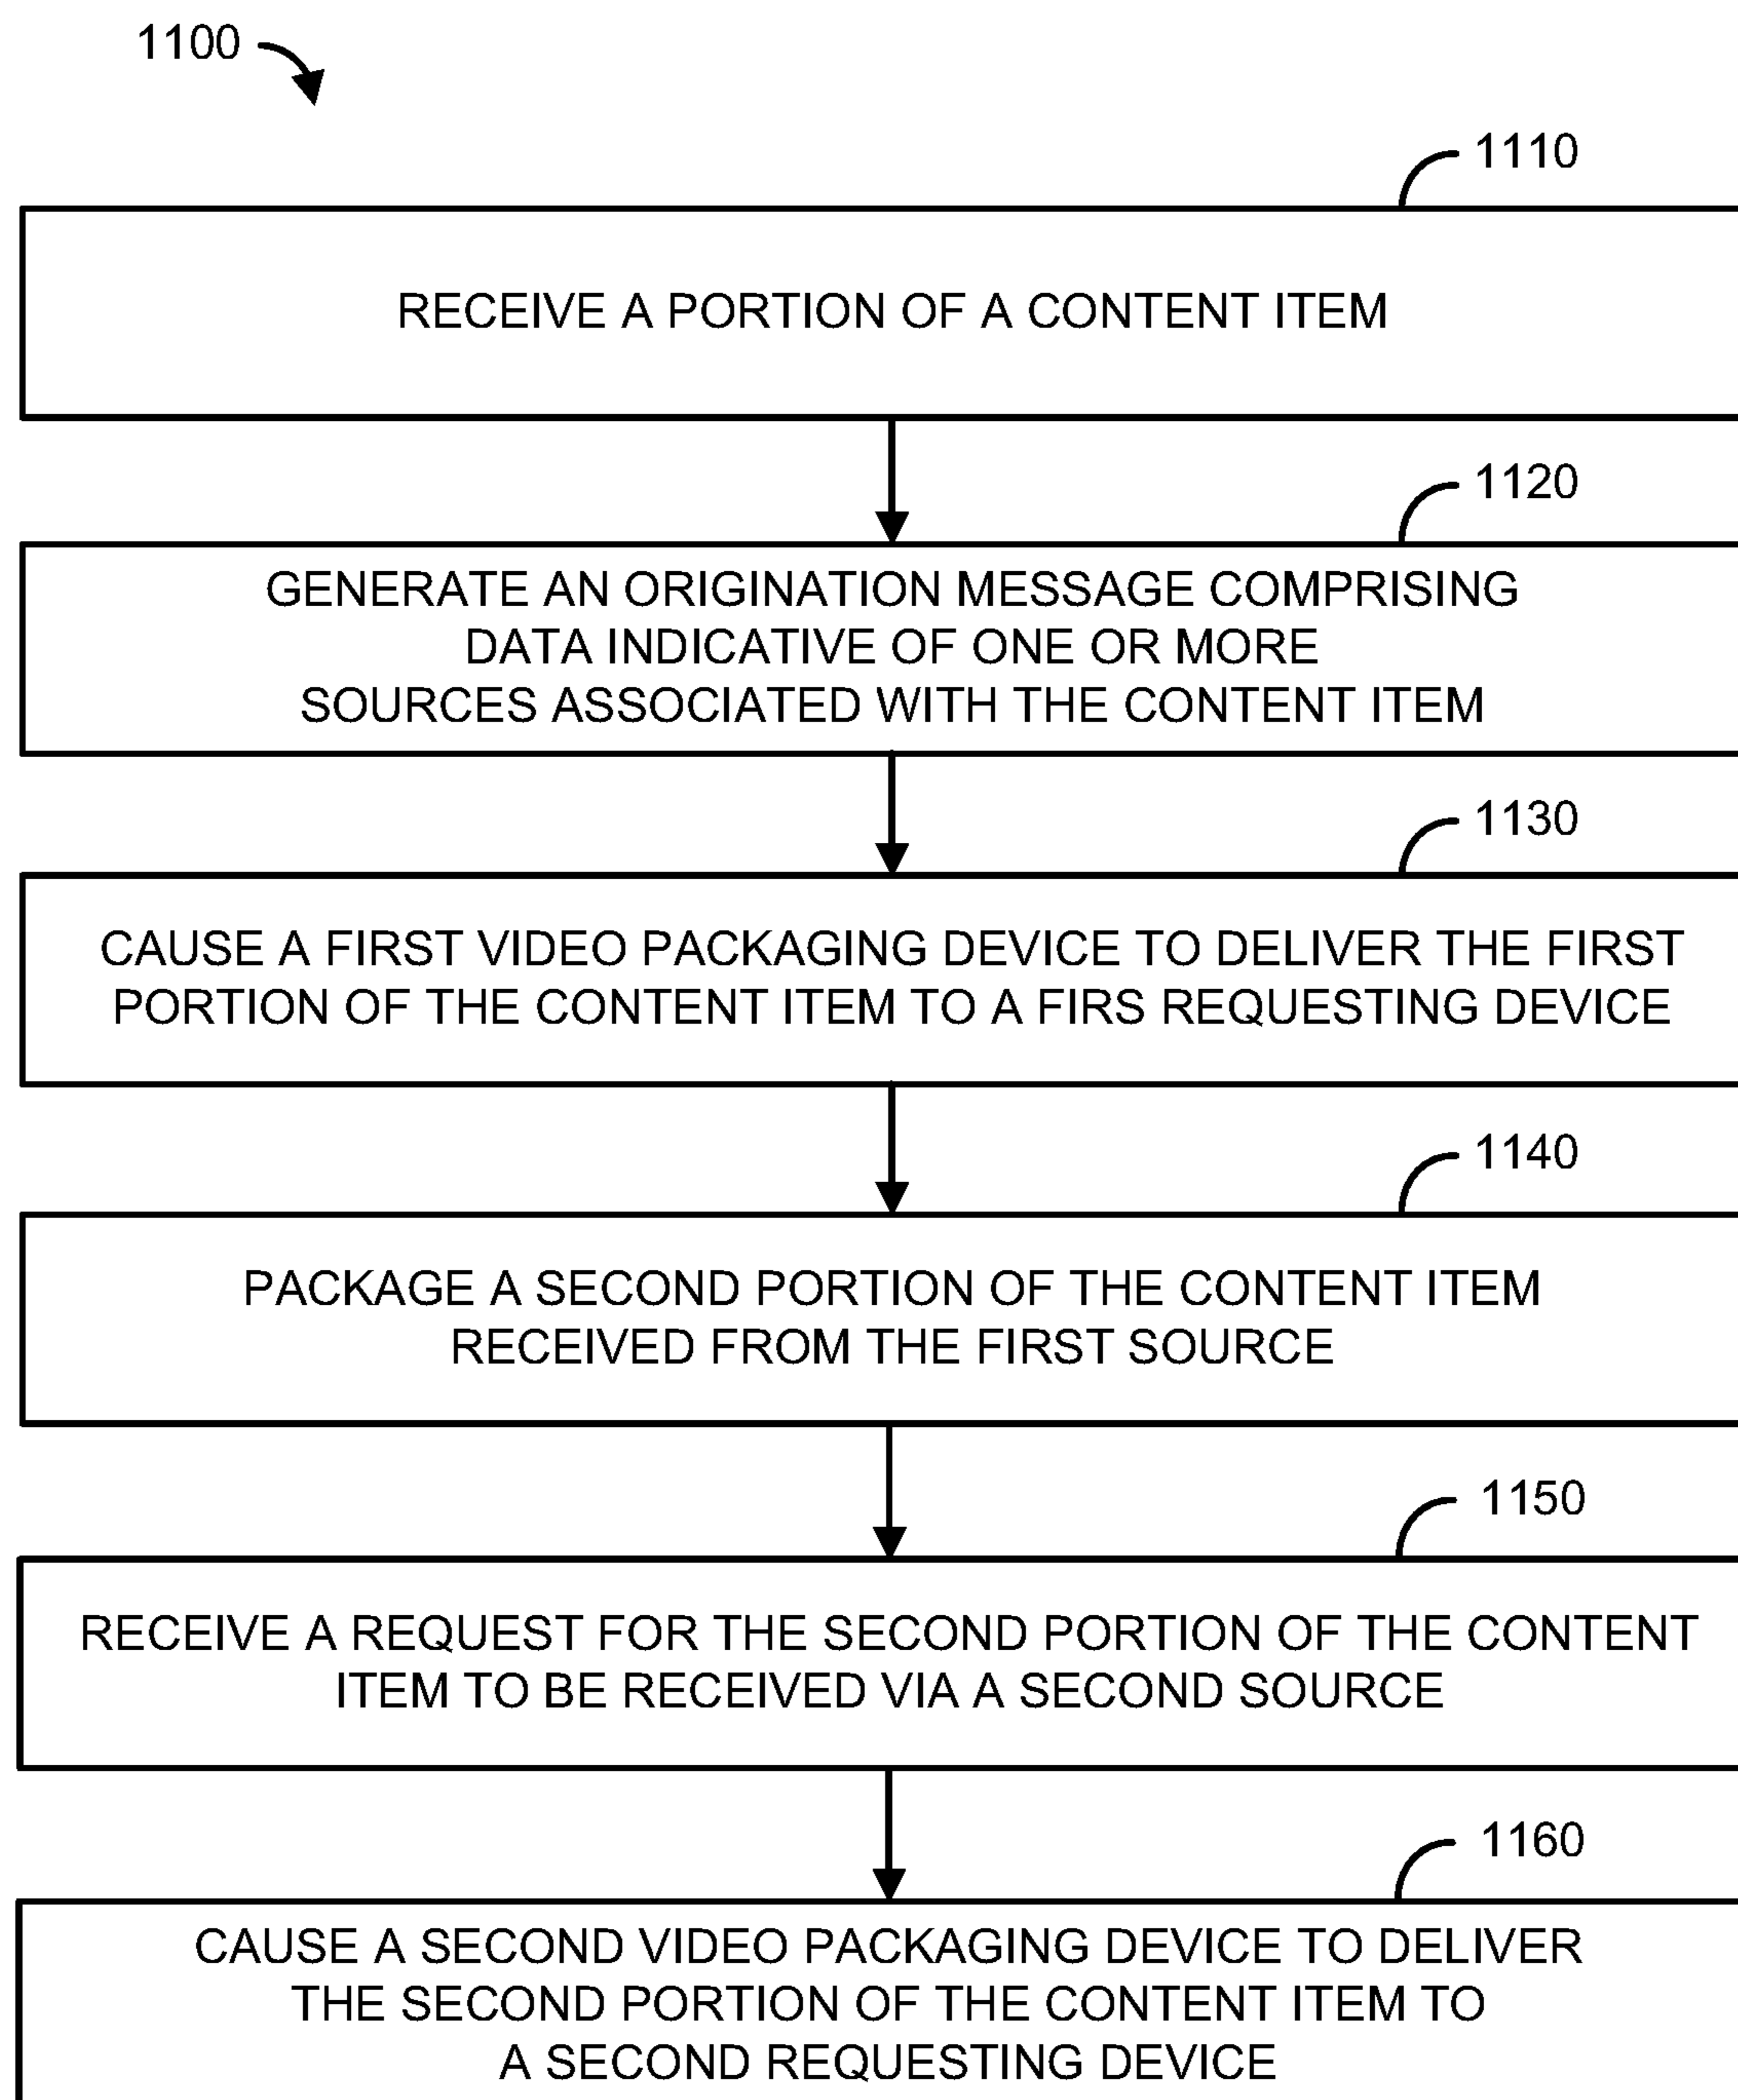 1100
1110
RECEIVE A PORTION OF A CONTENT ITEM
1120
GENERATE AN ORIGINATION MESSAGE COMPRISING
DATA INDICATIVE OF ONE OR MORE
SOURCES ASSOCIATED WITH THE CONTENT ITEM
1130
CAUSE A FIRST VIDEO PACKAGING DEVICE TO DELIVER THE FIRST
PORTION OF THE CONTENT ITEM TO A FIRS REQUESTING DEVICE
1140
PACKAGE A SECOND PORTION OF THE CONTENT ITEM
RECEIVED FROM THE FIRST SOURCE
1150
RECEIVE A REQUEST FOR THE SECOND PORTION OF THE CONTENT
ITEM TO BE RECEIVED VIA A SECOND SOURCE
1160
CAUSE A SECOND VIDEO PACKAGING DEVICE TO DELIVER
THE SECOND PORTION OF THE CONTENT ITEM TO
A SECOND REQUESTING DEVICE